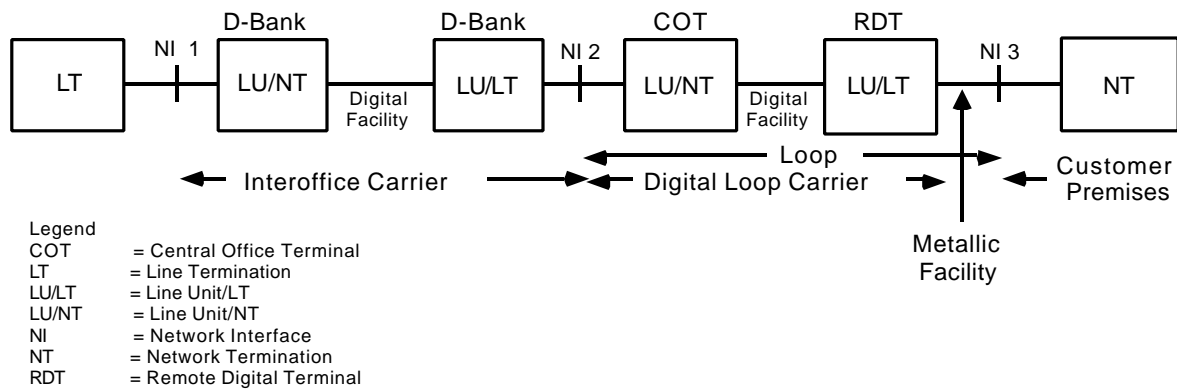 D-Bank D-Bank COT RDT
NI 1 NI 2 NI 3
LT LU/NT LU/LT LU/NT LU/LT NT
Digital Facility
Digital Facility
Loop
Interoffice Carrier
Digital Loop Carrier
Customer
Premises
Metallic
Facility
Legend
COT = Central Office Terminal
LT = Line Termination
LU/LT = Line Unit/LT
LU/NT = Line Unit/NT
NI = Network Interface
NT = Network Termination
RDT = Remote Digital Terminal